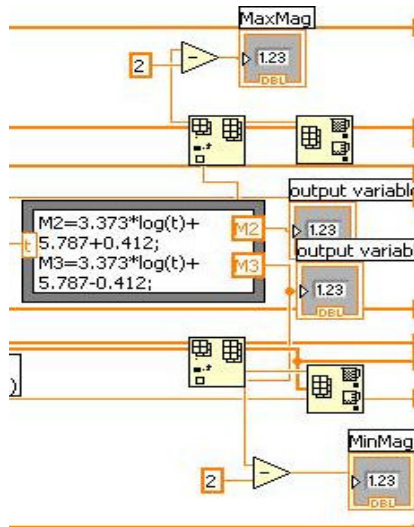 MaxMag
2
1.23
DBL
output variable
M2=3.373*log(t)+
5.787+0.412;
M3=3.373*log(t)+
5.787-0.412;
t
M2
M3
1.23
output variab
1.23
DBL
)
MinMag
2
1.23
DBL